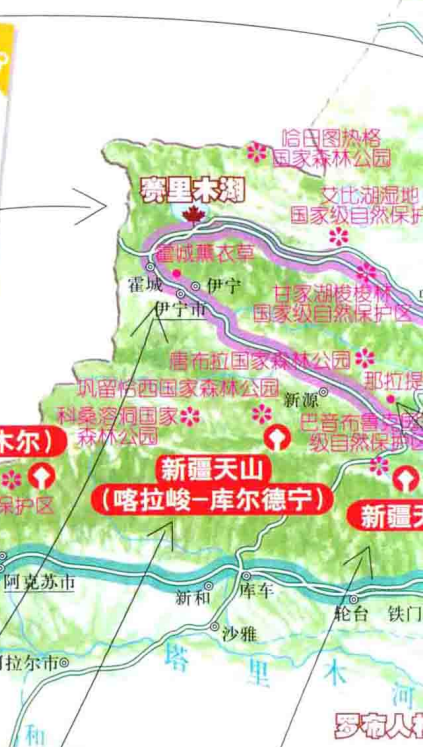 哈日图热格
国家森林公园
赛里木湖
艾比湖湿地
国家级自然保护
霍城薰衣草
霍城
伊宁
伊宁市
甘家湖梭梭林
国家级自然保护区
唐布拉国家森林公园
那拉提
巩留恰西国家森林公园
新源
科桑溶洞国家
森林公园
巴音布鲁克
级自然保护区
木尔）
保护区
新疆天山
（喀拉峻-库尔德宁）
新疆天
阿克苏市
新和
库车
轮台
铁门
沙雅
阿拉尔市
塔里木河
和
罗布人村